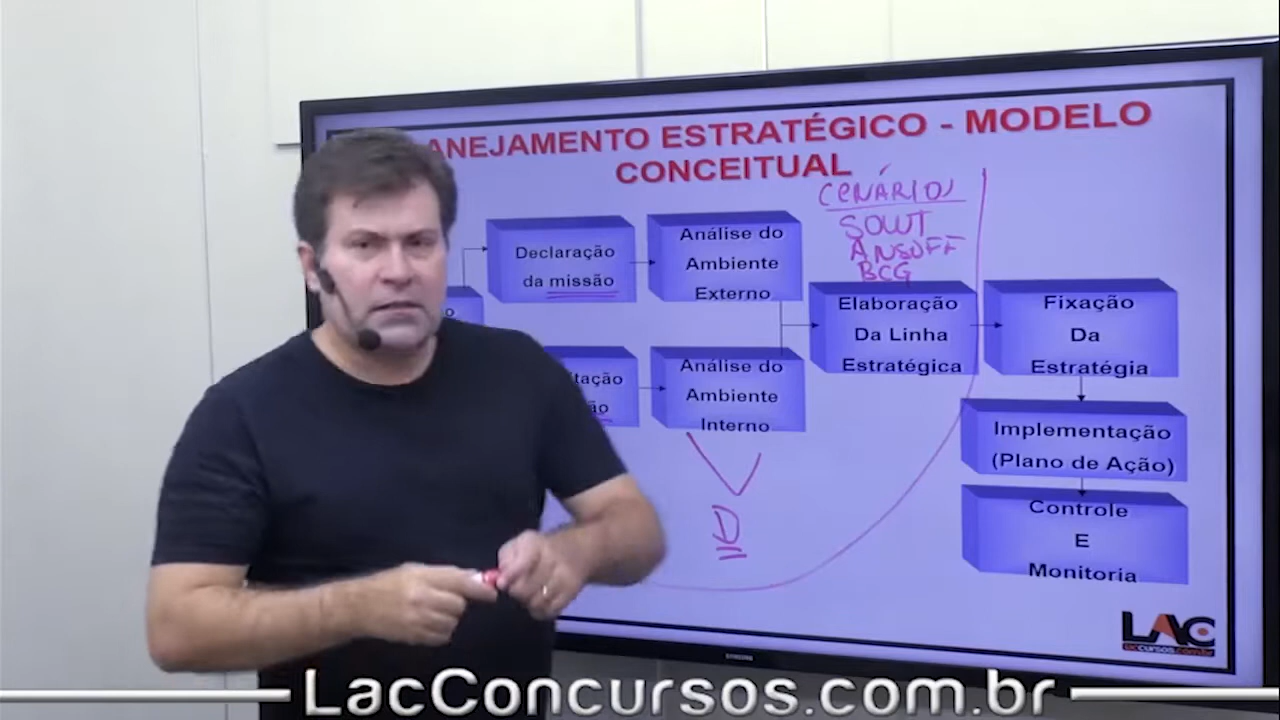 ANEJAMENTO ESTRATÉGICO - MODELO
CONCEITUAL
CENÁRIOS
SOWT
ANSOFF
BCG
Declaração
da missão
Análise do
Ambiente
Externo
Elaboração
Da Linha
Estratégica
Fixação
Da
Estratégia
Análise do
Ambiente
Interno
Implementação
(Plano de Ação)
Controle
E
Monitoria
D
LAC
LacConcursos.com.br